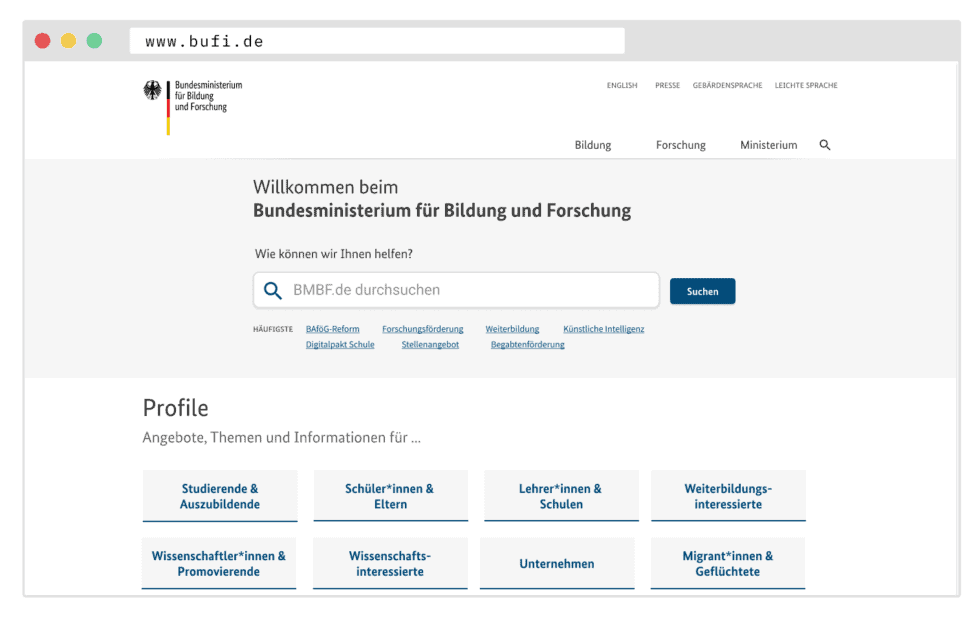 www.bufi.de
Bundesministerium
für Bildung
und Forschung
ENGLISH PRESSE GEBÄRDENSPRACHE LEICHTE SPRACHE
Bildung Forschung Ministerium
Willkommen beim
Bundesministerium für Bildung und Forschung
Wie können wir Ihnen helfen?
BMBF.de durchsuchen Suchen
HÄUFIGSTE BAföG-Reform Forschungsförderung Weiterbildung Künstliche Intelligenz
Digitalpakt Schule Stellenangebot Begabtenförderung
Profile
Angebote, Themen und Informationen für ...
Studierende &
Auszubildende
Schüler*innen &
Eltern
Lehrer*innen &
Schulen
Weiterbildungs-
interessierte
Wissenschaftler*innen &
Promovierende
Wissenschafts-
interessierte
Unternehmen
Migrant*innen &
Geflüchtete